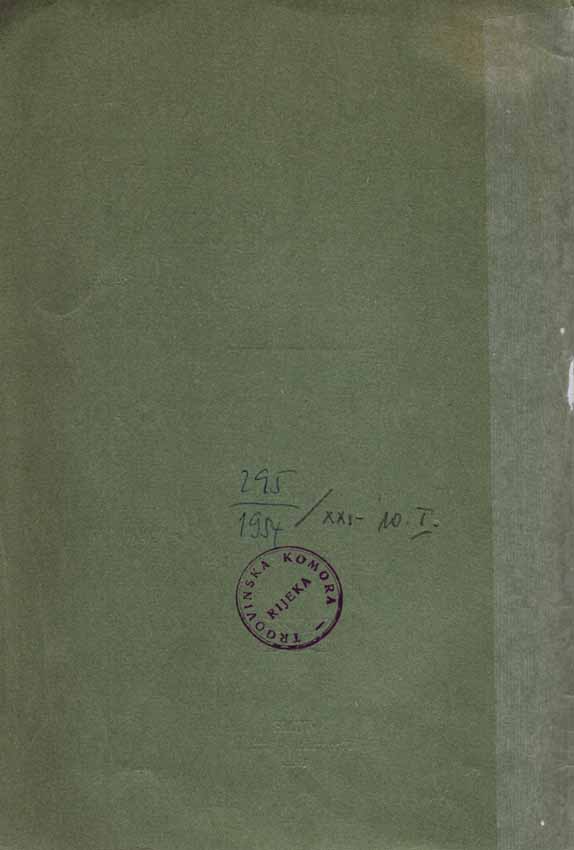 295
1954 / XXI - 10. I.
TRGOVINSKA KOMORA —
RIJEKA